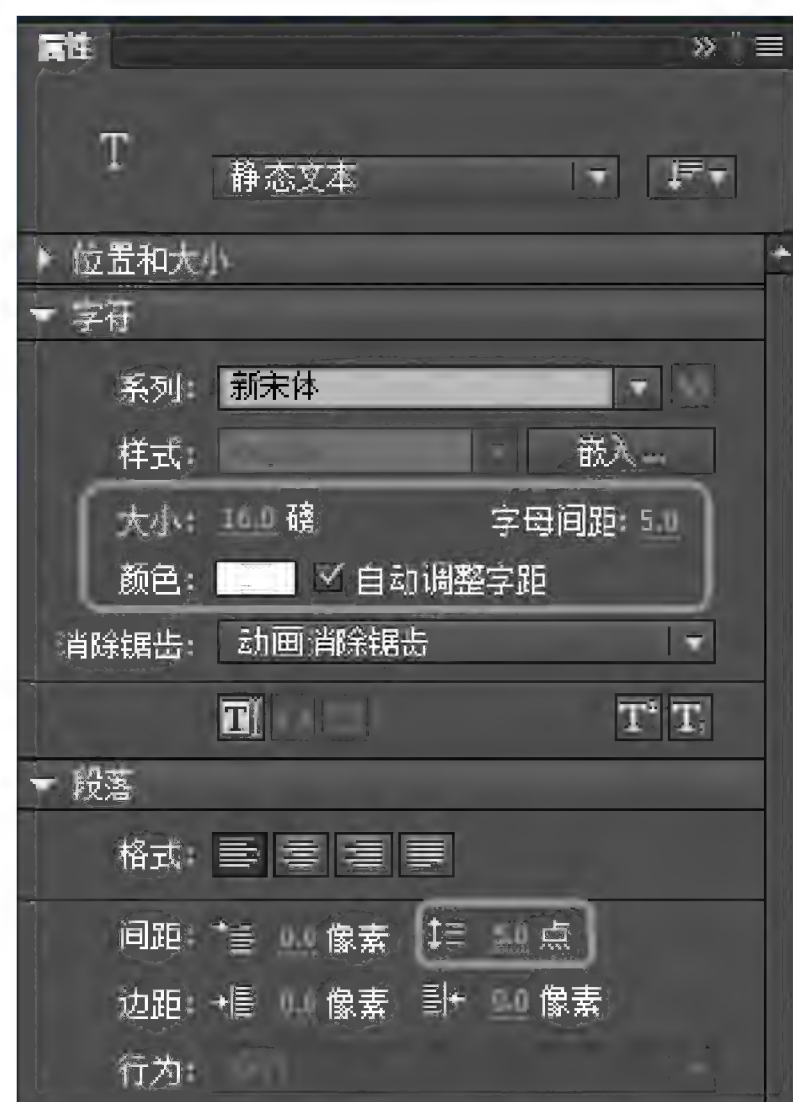 属性
T
静态文本
位置和大小
字符
系列: 新宋体
样式: 嵌入...
大小: 16.0 磅 字母间距: 5.0
颜色: 自动调整字距
消除锯齿: 动画消除锯齿
段落
格式:
间距: 0.0 像素 5.0 点
边距: 0.0 像素 0.0 像素
行为: